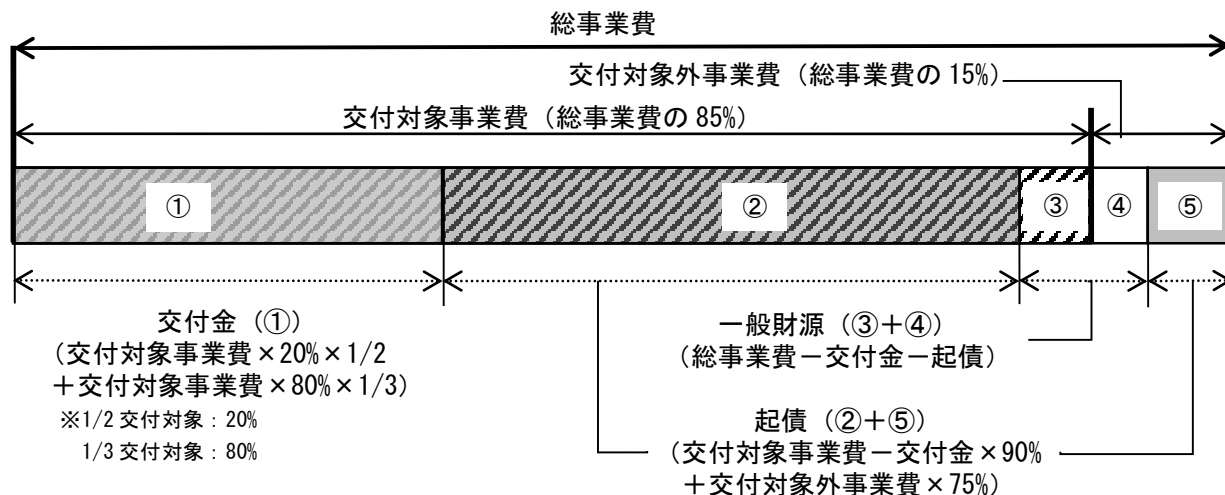 総事業費
交付対象外事業費（総事業費の 15%）
交付対象事業費（総事業費の 85%）
①
②
③
④
⑤
交付金（①）
（交付対象事業費×20%×1/2
＋交付対象事業費×80%×1/3）
※1/2 交付対象：20%
1/3 交付対象：80%
一般財源（③＋④）
（総事業費－交付金－起債）
起債（②＋⑤）
（交付対象事業費－交付金×90%
＋交付対象外事業費×75%）